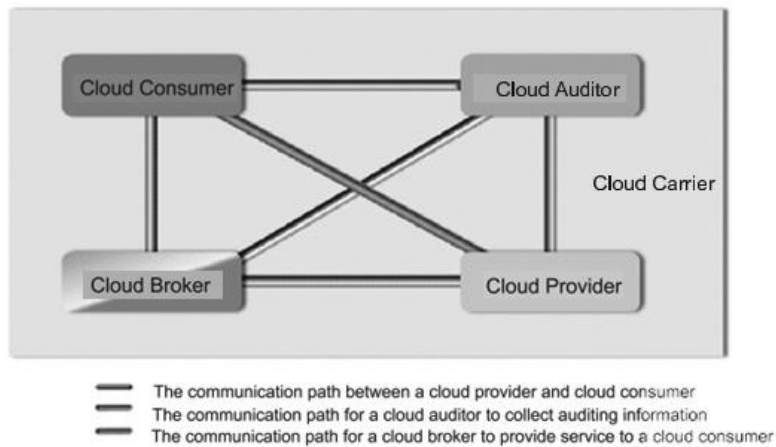 Cloud Consumer
Cloud Auditor
Cloud Carrier
Cloud Broker
Cloud Provider
The communication path between a cloud provider and cloud consumer
The communication path for a cloud auditor to collect auditing information
The communication path for a cloud broker to provide service to a cloud consumer